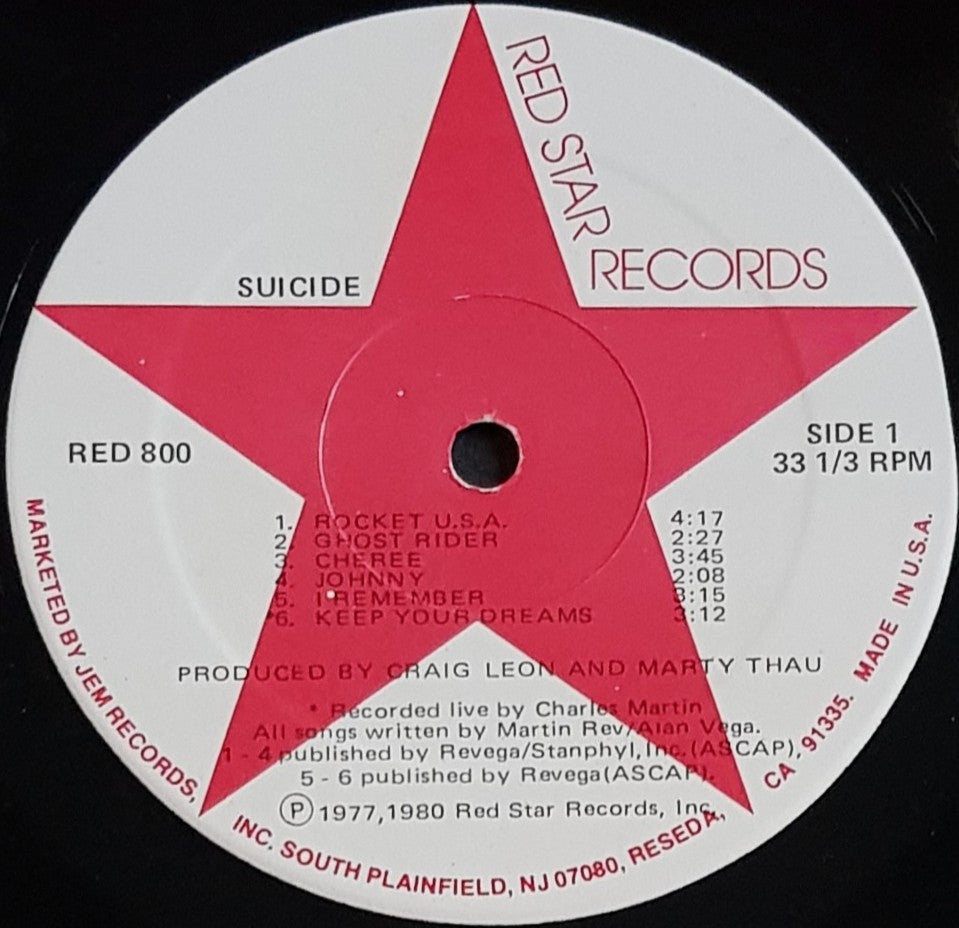 RED STAR
RECORDS
SUICIDE
RED 800
SIDE 1
33 1/3 RPM
1. ROCKET U.S.A. 4:17
2. GHOST RIDER 2:27
3. CHEREE 3:45
4. JOHNNY 2:08
5. I REMEMBER 3:15
*6. KEEP YOUR DREAMS 3:12
PRODUCED BY CRAIG LEON AND MARTY THAU
* Recorded live by Charles Martin
All songs written by Martin Rev/Alan Vega.
1 - 4 published by Revega/Stanphyl, Inc. (ASCAP),
5 - 6 published by Revega(ASCAP).
Ⓟ 1977,1980 Red Star Records, Inc.
MARKETED BY JEM RECORDS, INC. SOUTH PLAINFIELD, NJ 07080, RESEDA, CA 91335. MADE IN U.S.A.